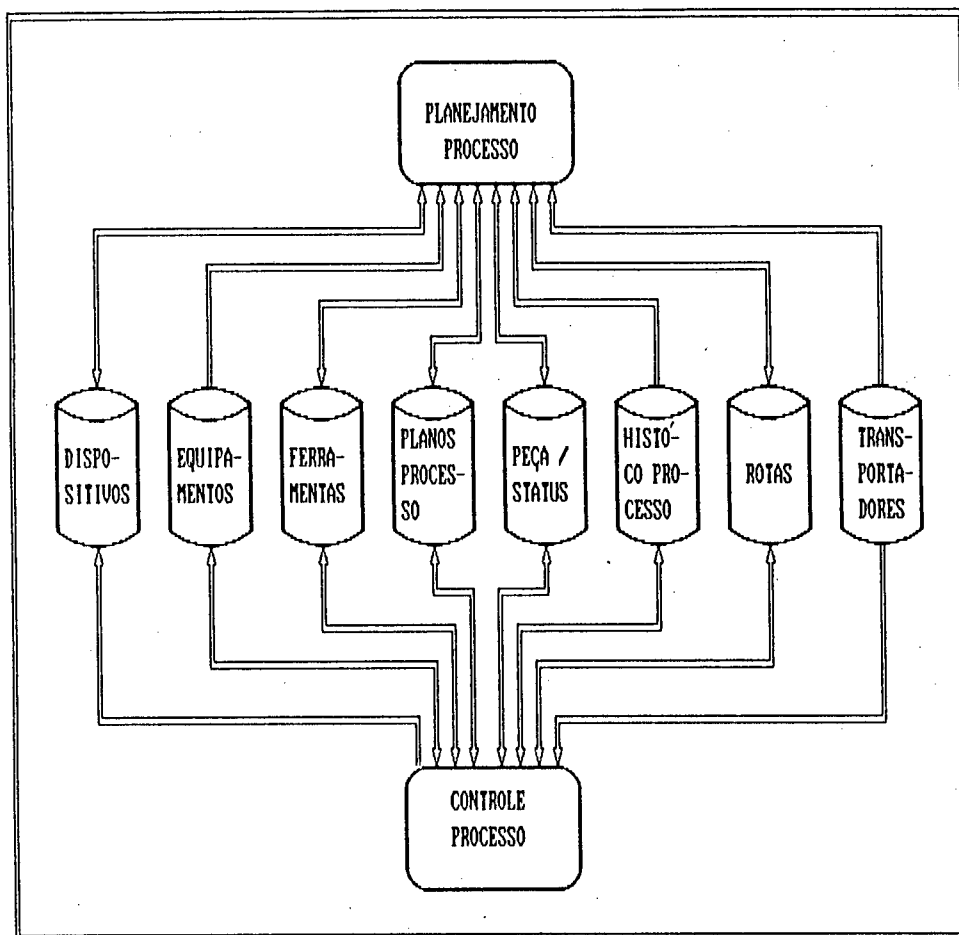 PLANEJAMENTO
PROCESSO
DISPO-
SITIVOS
EQUIPA-
MENTOS
FERRA-
MENTAS
PLANOS
PROCES-
SO
PEÇA /
STATUS
HISTÓ-
CO PRO-
CESSO
ROTAS
TRANS-
PORTA-
DORES
CONTROLE
PROCESSO